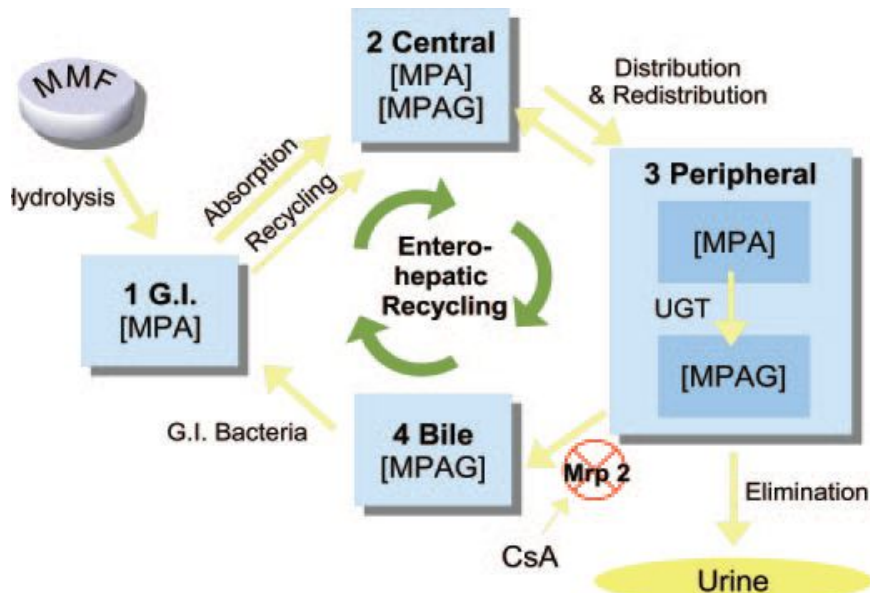 MMF
Hydrolysis
1 G.I.
[MPA]
Absorption
Recycling
2 Central
[MPA]
[MPAG]
Distribution
& Redistribution
3 Peripheral
[MPA]
UGT
[MPAG]
Entero-
hepatic
Recycling
4 Bile
[MPAG]
G.I. Bacteria
Mrp 2
CsA
Elimination
Urine